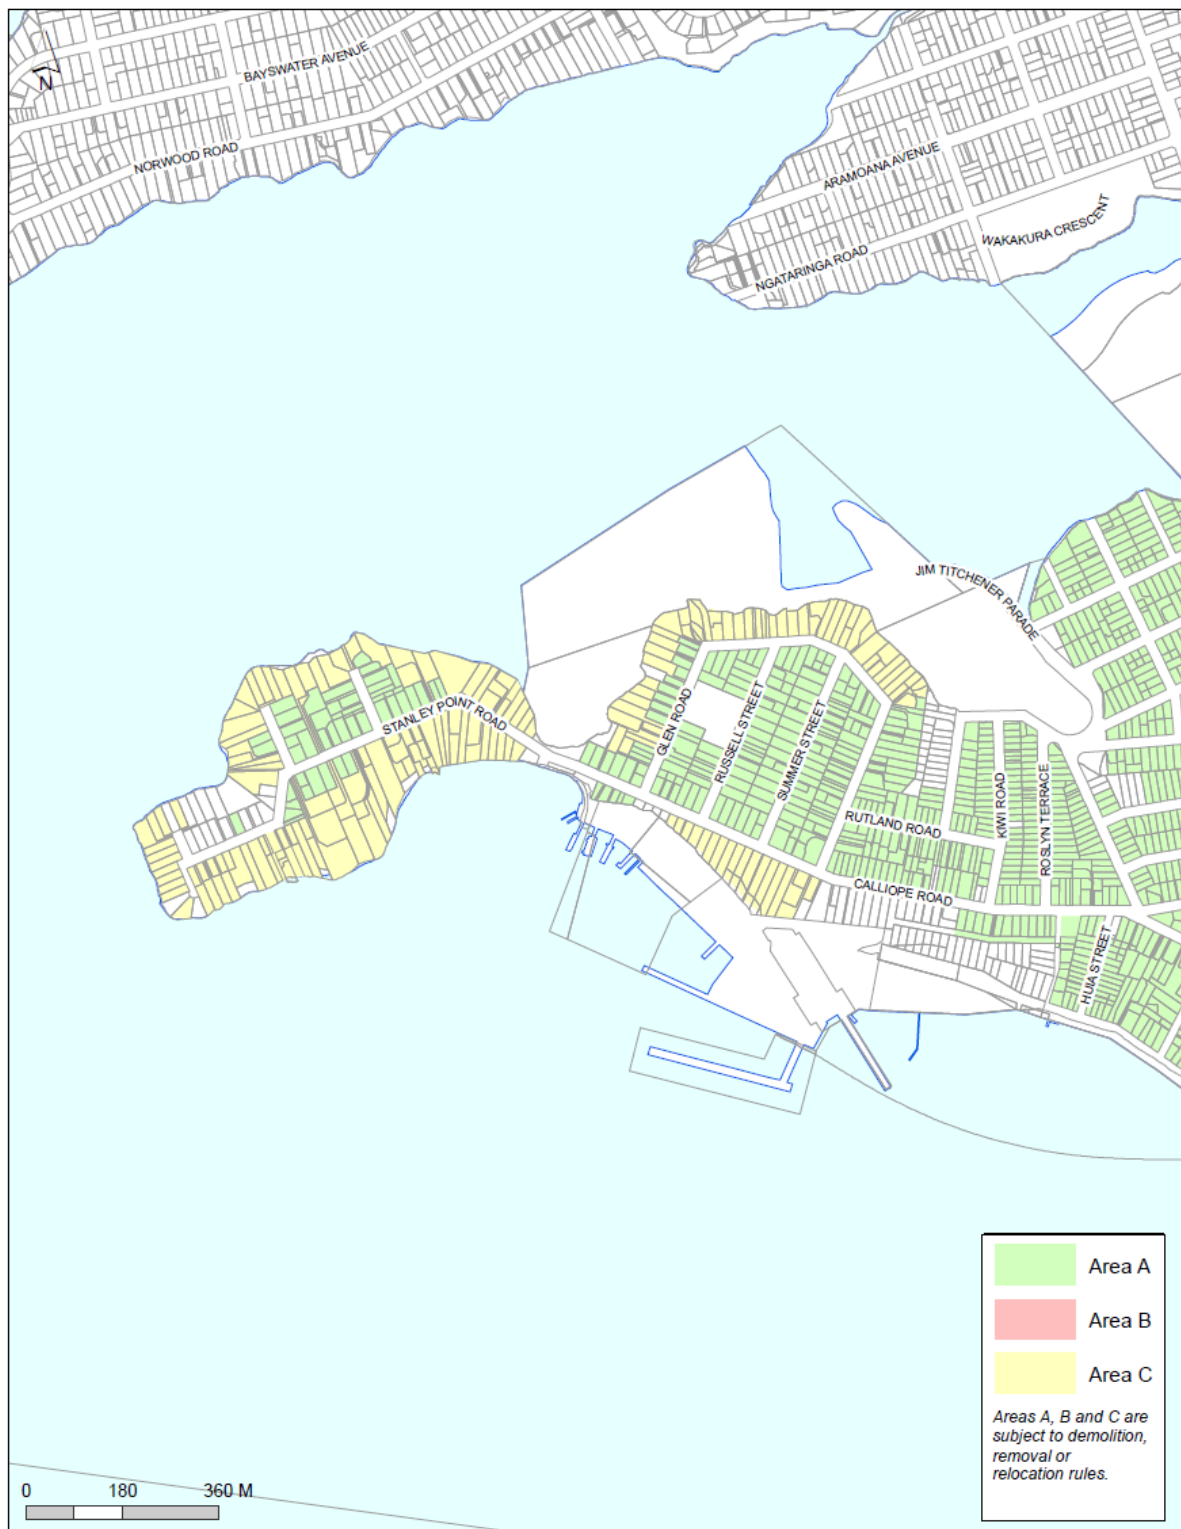 N
BAYSWATER AVENUE
NORWOOD ROAD
ARAMOANA AVENUE
WAKAKURA CRESCENT
NGATARINGA ROAD
JIM TITCHENER PARADE
STANLEY POINT ROAD
GLEN ROAD
RUSSELL STREET
SUMMER STREET
RUTLAND ROAD
KIWI ROAD
ROSLYN TERRACE
CALLIOPE ROAD
HUIA STREET
Area A
Area B
Area C
Areas A, B and C are
subject to demolition,
removal or
relocation rules.
0 180 360 M